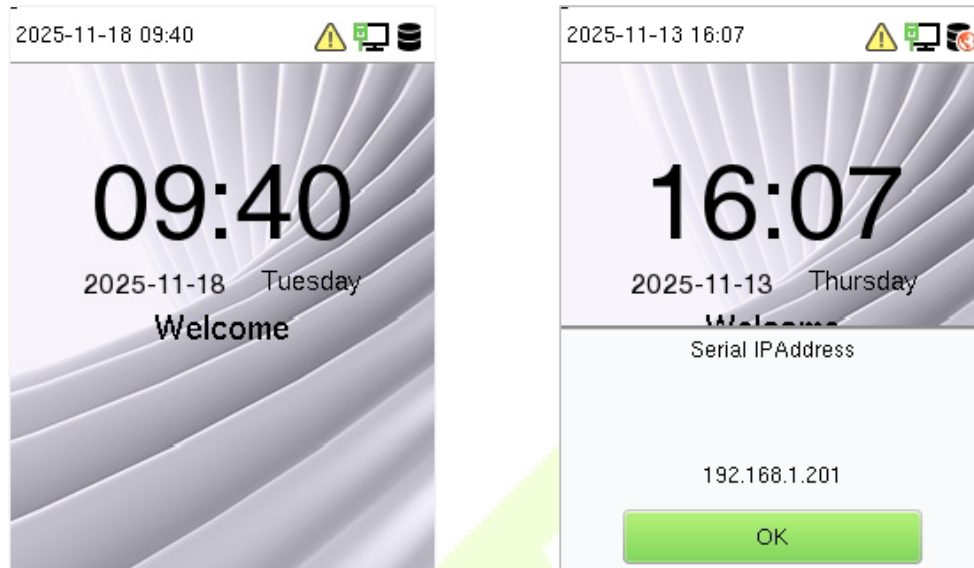 2025-11-18 09:40
09:40
2025-11-18 Tuesday
Welcome
2025-11-13 16:07
16:07
2025-11-13 Thursday
Serial IPAddress
192.168.1.201
OK